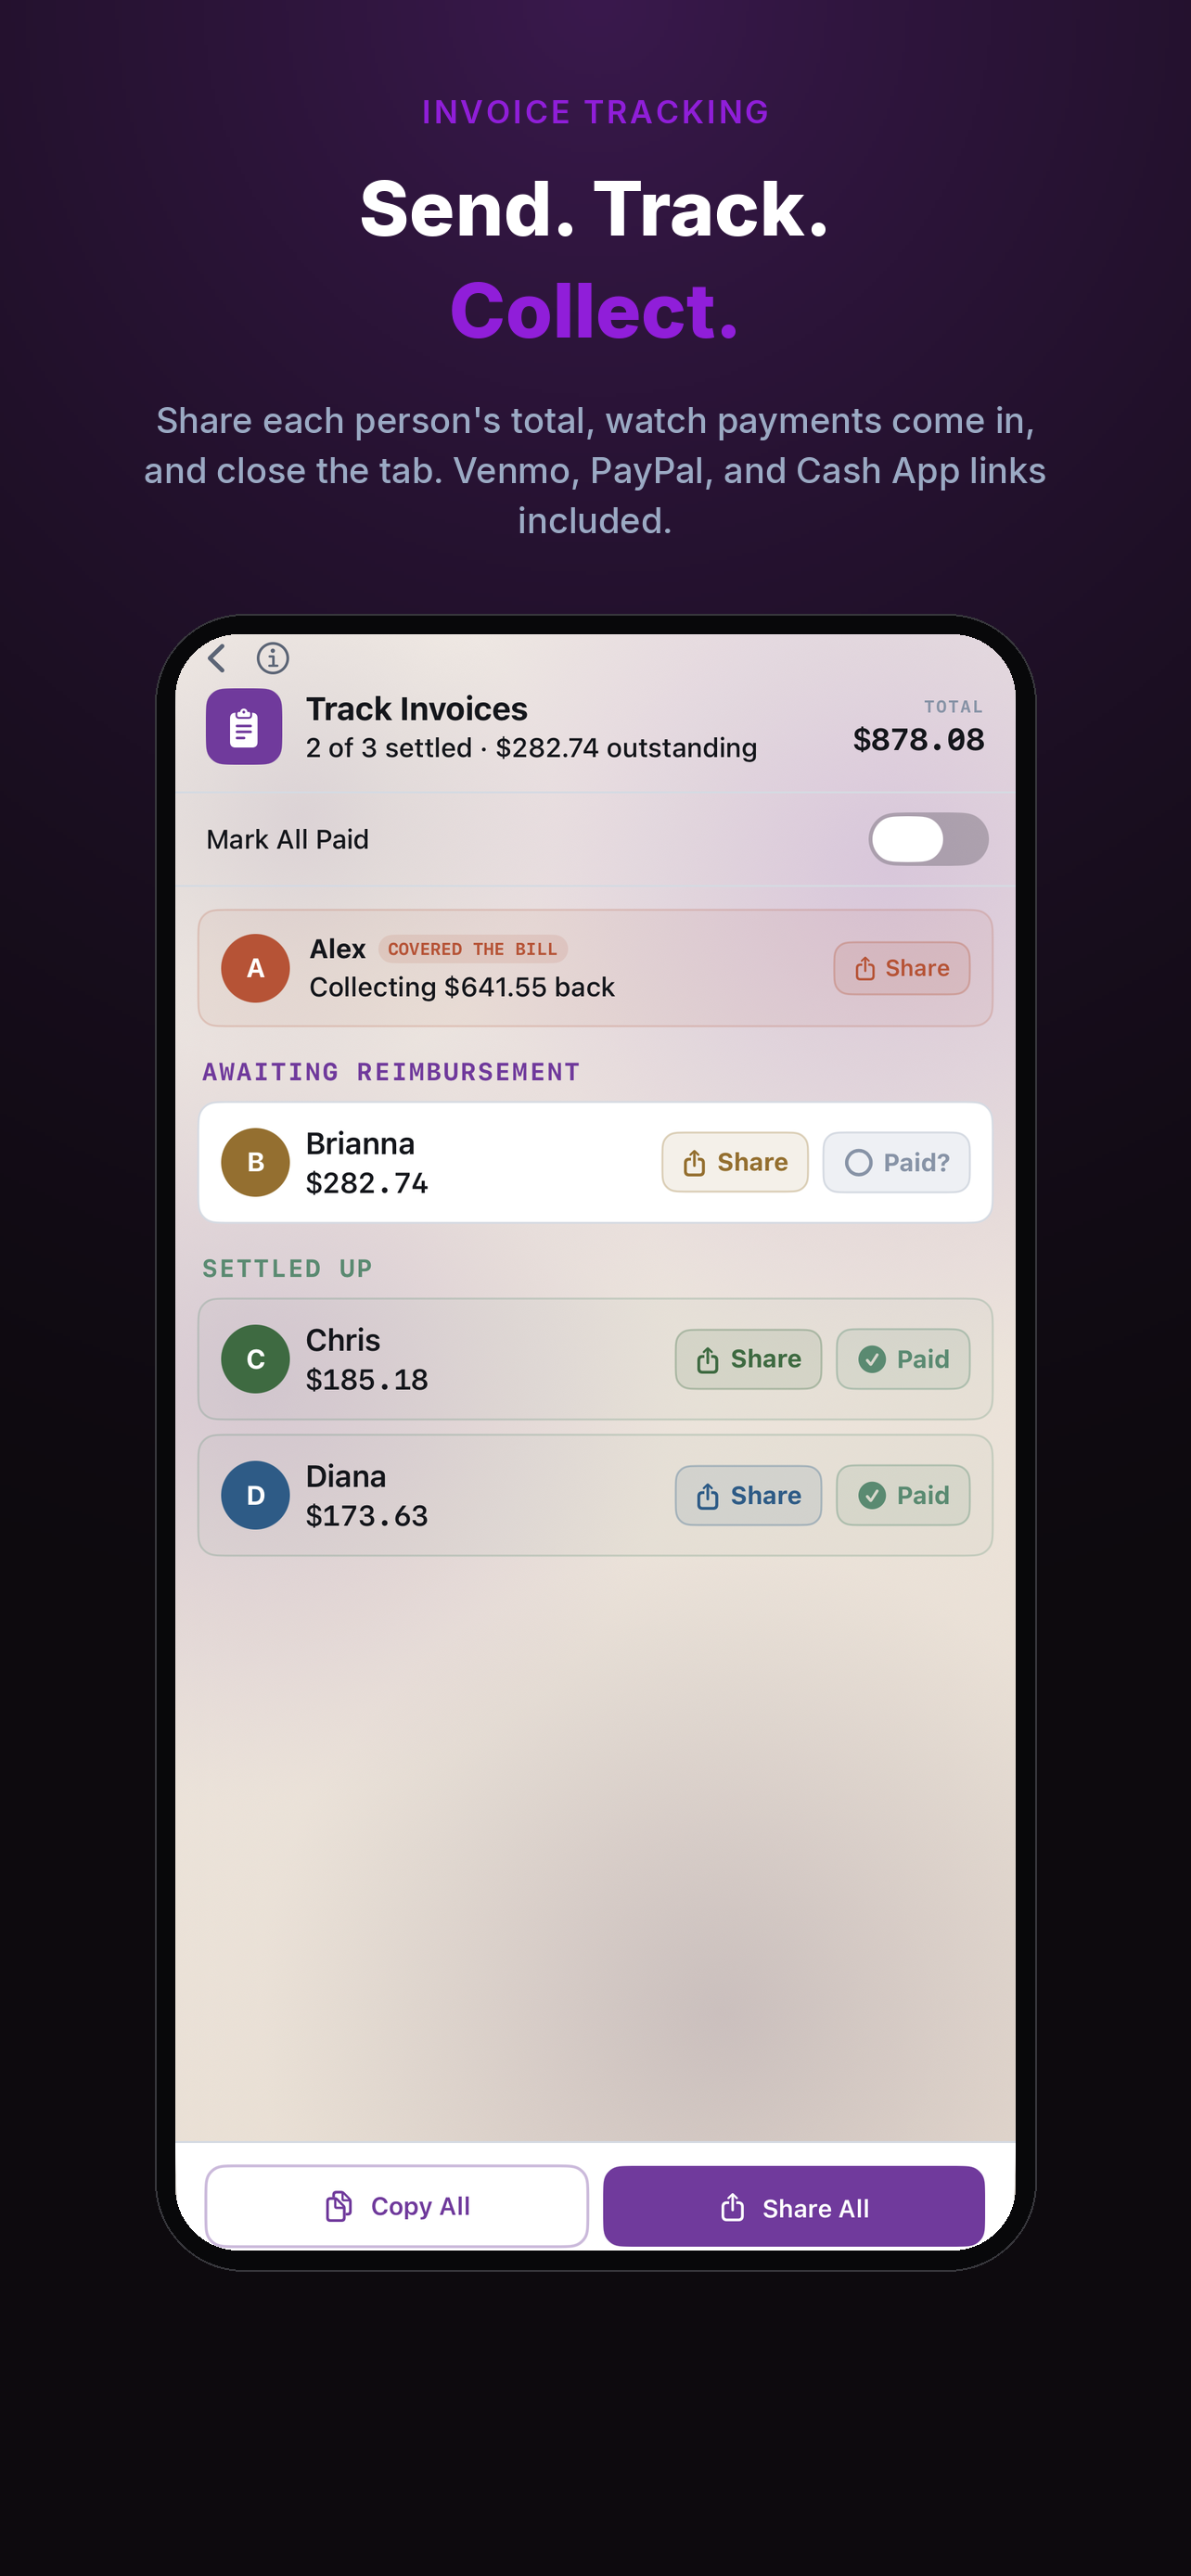 INVOICE TRACKING
Send. Track.
Collect.
Share each person's total, watch payments come in,
and close the tab. Venmo, PayPal, and Cash App links
included.
Track Invoices
2 of 3 settled · $282.74 outstanding
TOTAL
$878.08
Mark All Paid
A
Alex COVERED THE BILL
Collecting $641.55 back
Share
AWAITING REIMBURSEMENT
B
Brianna
$282.74
Share
Paid?
SETTLED UP
C
Chris
$185.18
Share
Paid
D
Diana
$173.63
Share
Paid
Copy All
Share All